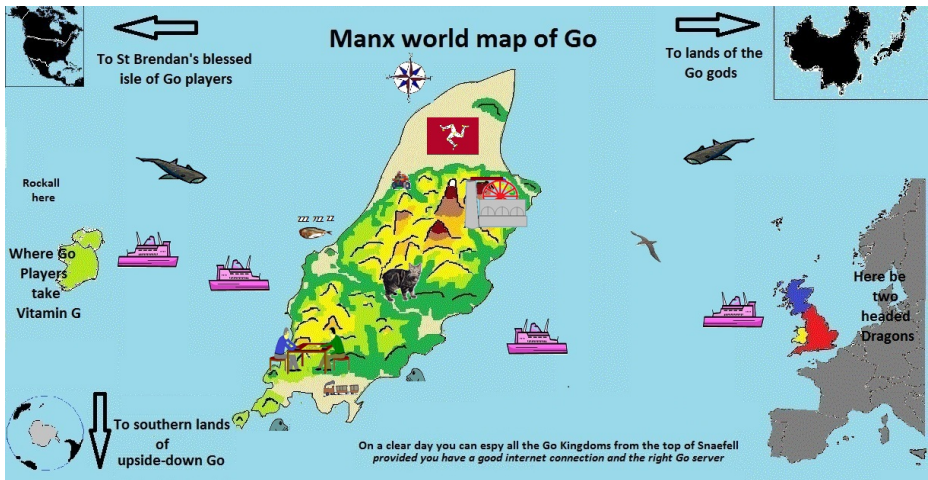 Manx world map of Go
To St Brendan's blessed
isle of Go players
To lands of the
Go gods
Rockall
here
zzz zzz zz
Where Go
Players
take
Vitamin G
Here be
two
headed
Dragons
To southern lands
of
upside-down Go
On a clear day you can espy all the Go Kingdoms from the top of Snaefell
provided you have a good internet connection and the right Go server